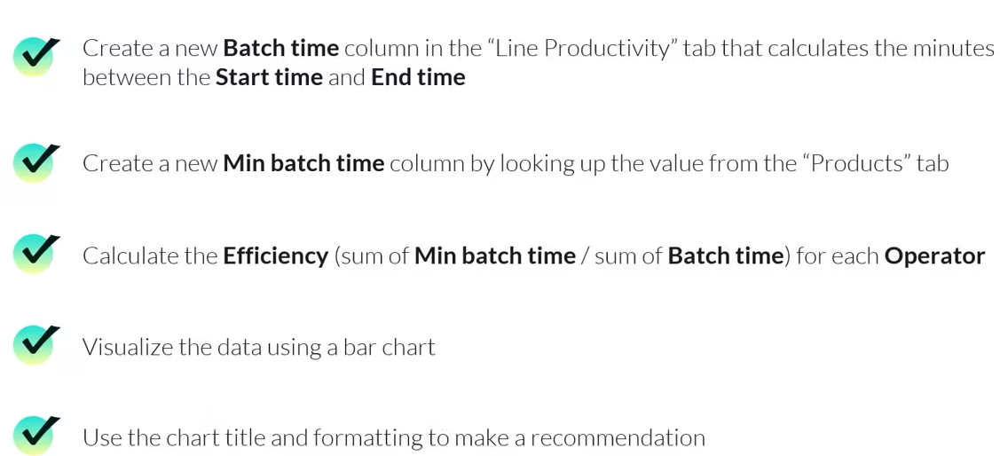 Create a new Batch time column in the “Line Productivity” tab that calculates the minutes
between the Start time and End time
Create a new Min batch time column by looking up the value from the “Products” tab
Calculate the Efficiency (sum of Min batch time / sum of Batch time) for each Operator
Visualize the data using a bar chart
Use the chart title and formatting to make a recommendation